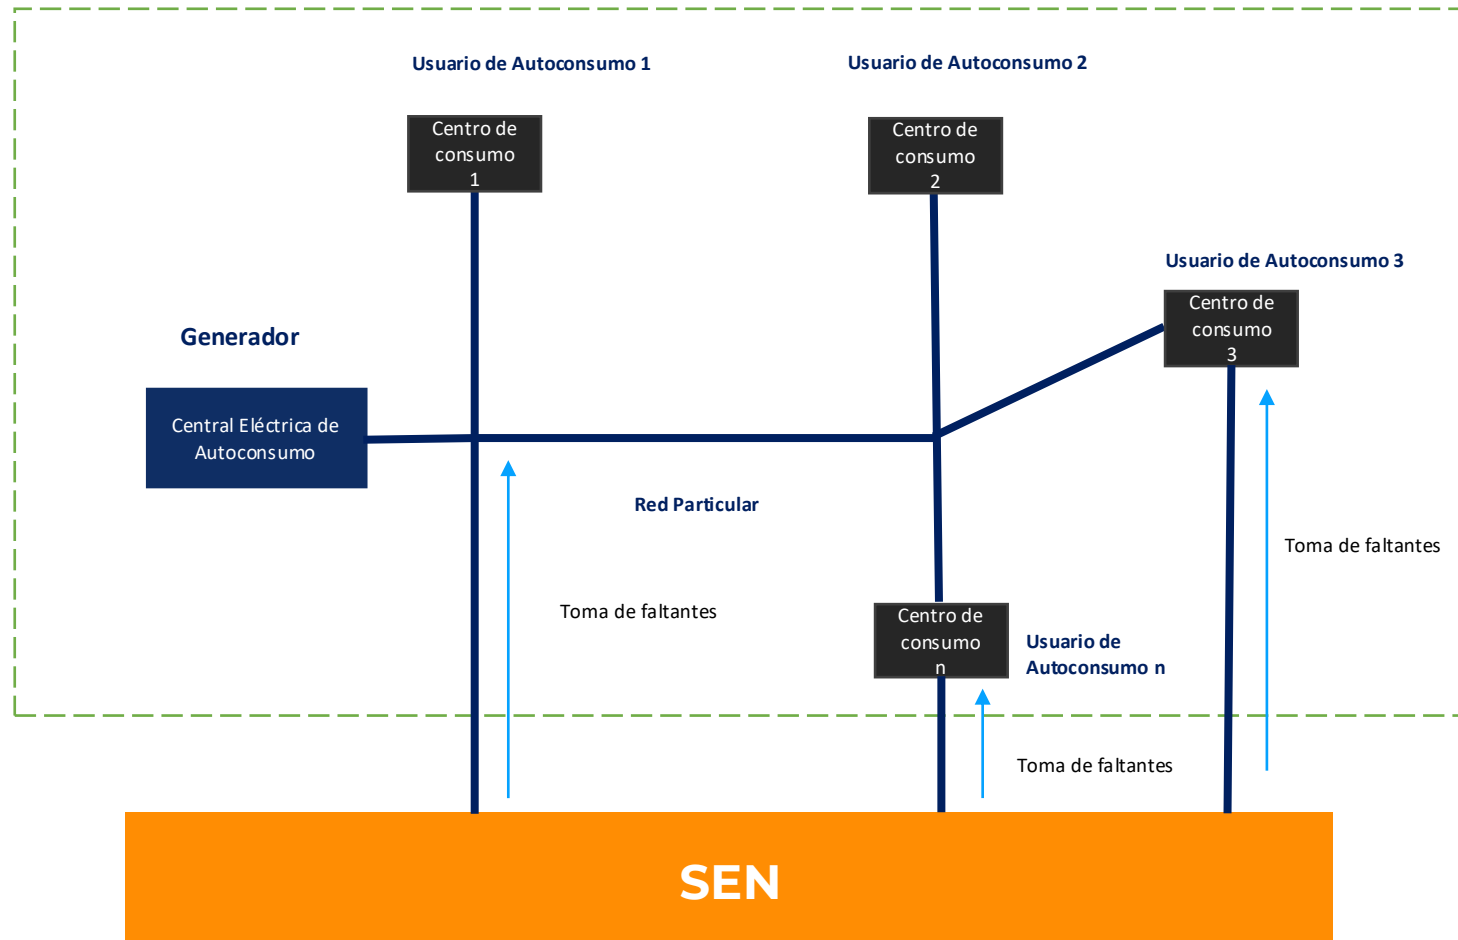 Usuario de Autoconsumo 1
Usuario de Autoconsumo 2
Centro de
consumo
1
Centro de
consumo
2
Usuario de Autoconsumo 3
Centro de
consumo
3
Generador
Central Eléctrica de
Autoconsumo
Red Particular
Toma de faltantes
Toma de faltantes
Centro de
consumo
n
Usuario de
Autoconsumo n
Toma de faltantes
SEN